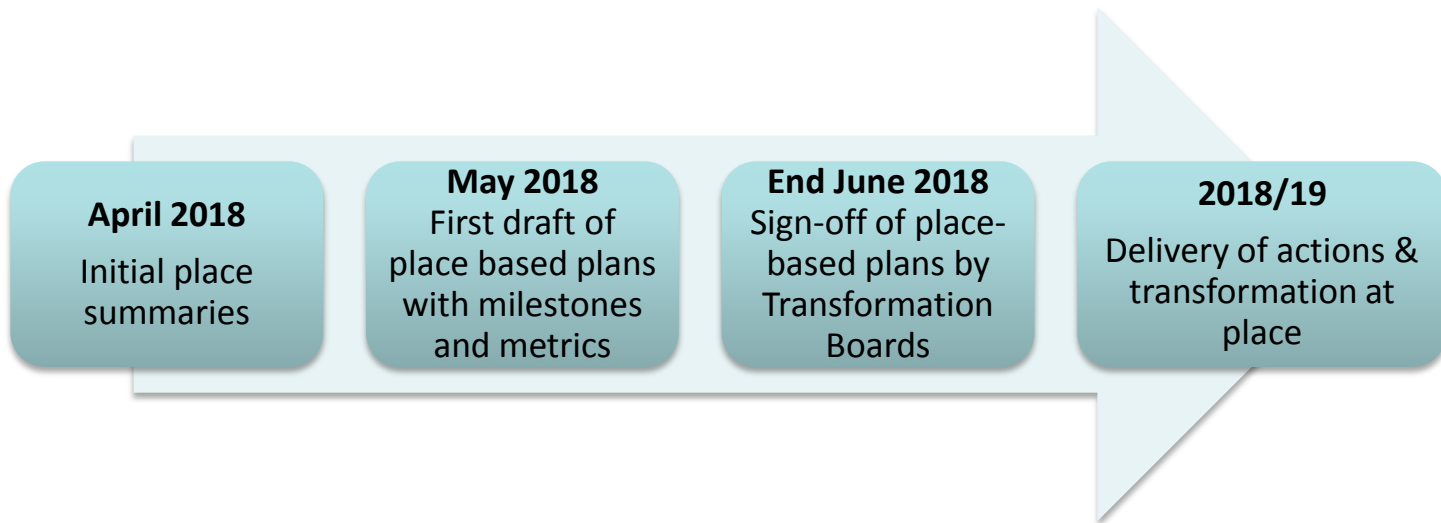 April 2018
Initial place
summaries
May 2018
First draft of
place based plans
with milestones
and metrics
End June 2018
Sign-off of place-
based plans by
Transformation
Boards
2018/19
Delivery of actions &
transformation at
place